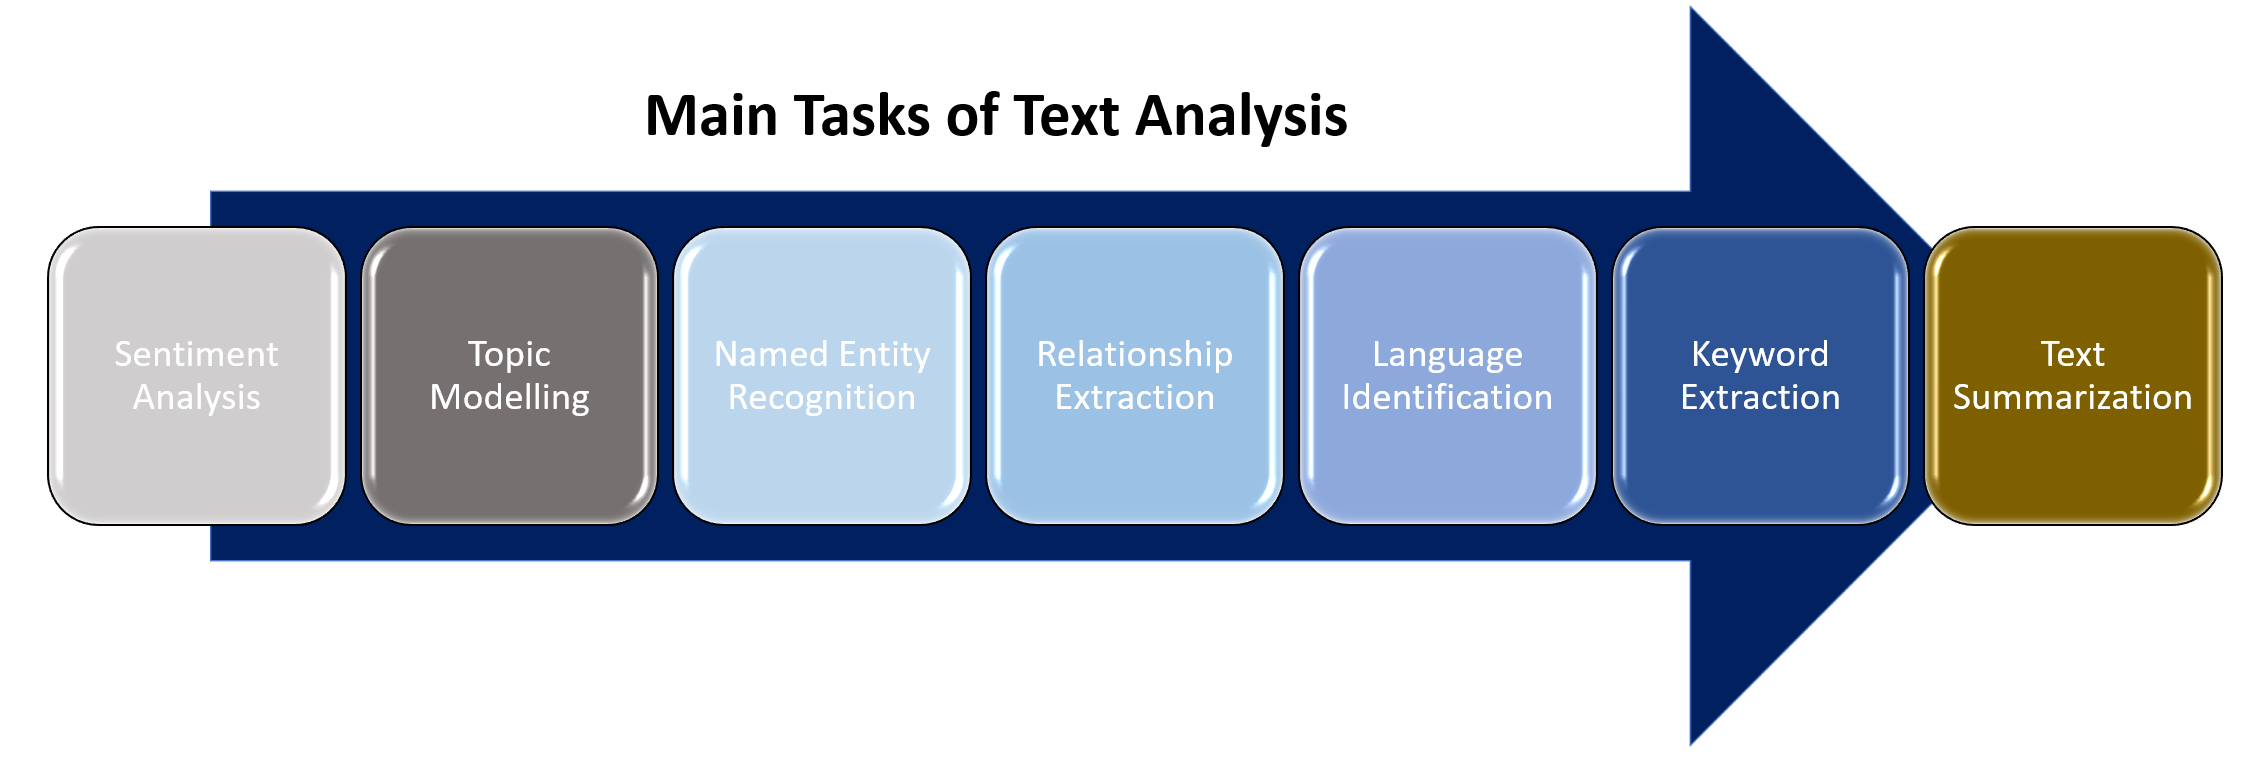 Main Tasks of Text Analysis
Sentiment
Analysis
Topic
Modelling
Named Entity
Recognition
Relationship
Extraction
Language
Identification
Keyword
Extraction
Text
Summarization